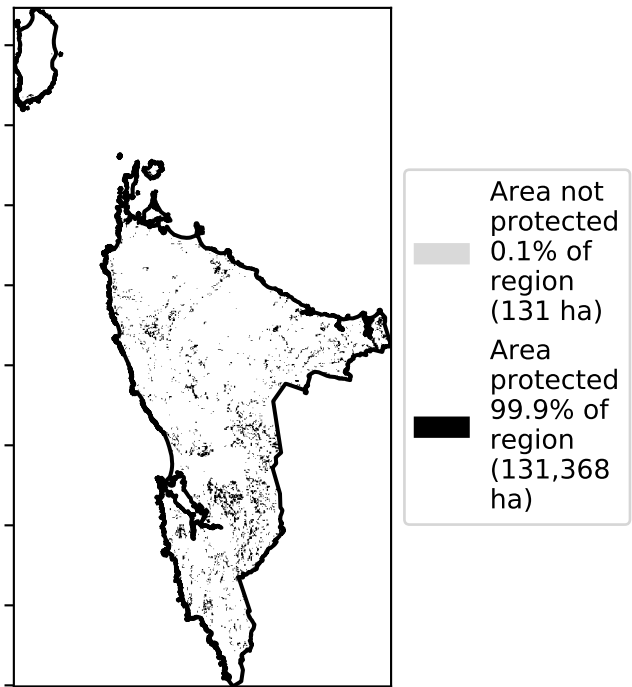 Area not
protected
0.1% of
region
(131 ha)
Area
protected
99.9% of
region
(131,368
ha)